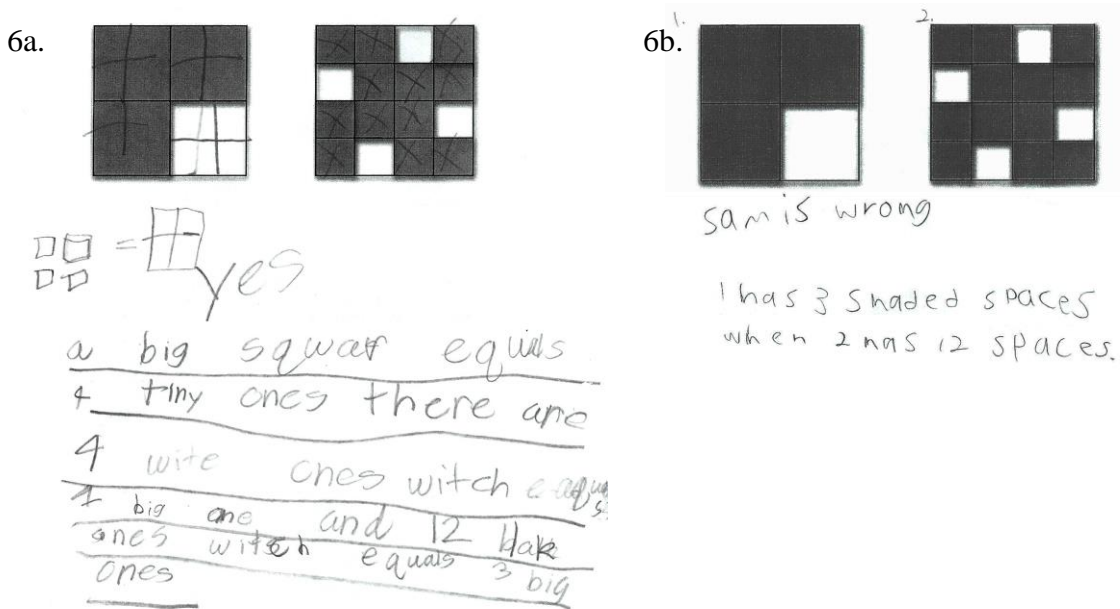 6a.
yes
a big squar equils
4 tiny ones there are
4 wite ones witch
1 big one and 12 blak
ones witch equals 3 big
ones
6b.
1.
2.
sam is wrong
1 has 3 shaded spaces
when 2 has 12 spaces.